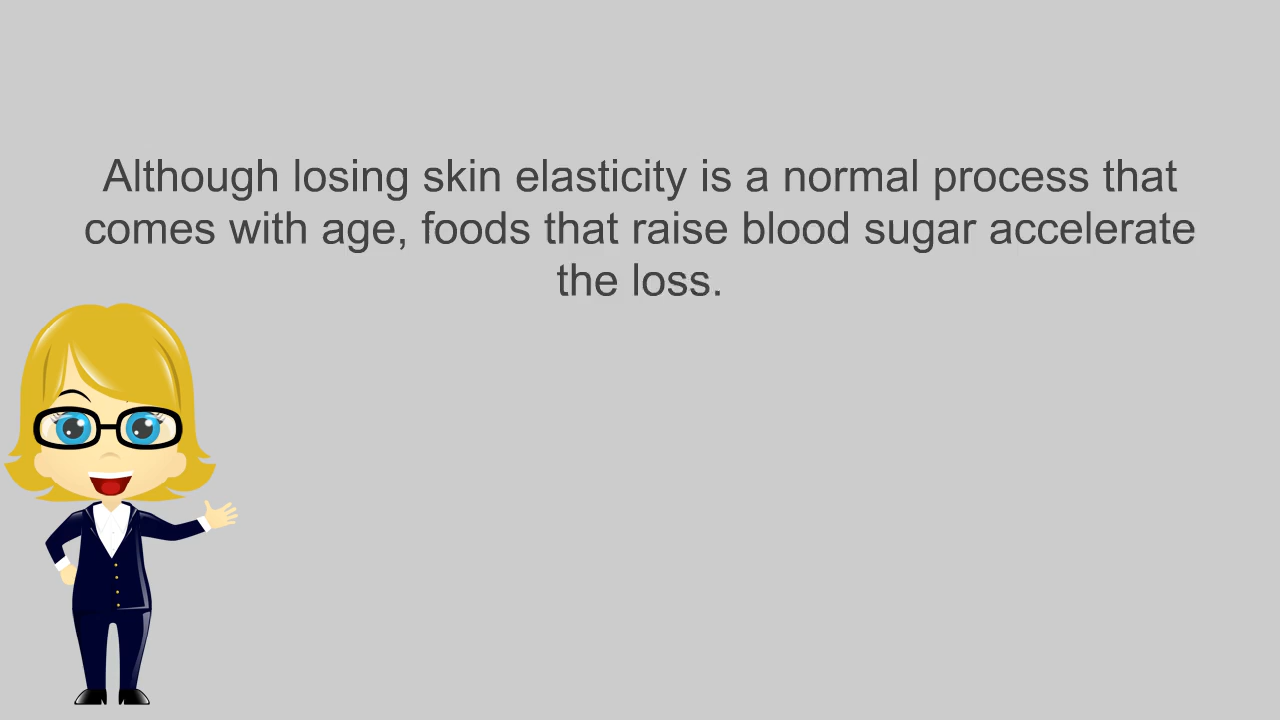 Although losing skin elasticity is a normal process that
comes with age, foods that raise blood sugar accelerate
the loss.